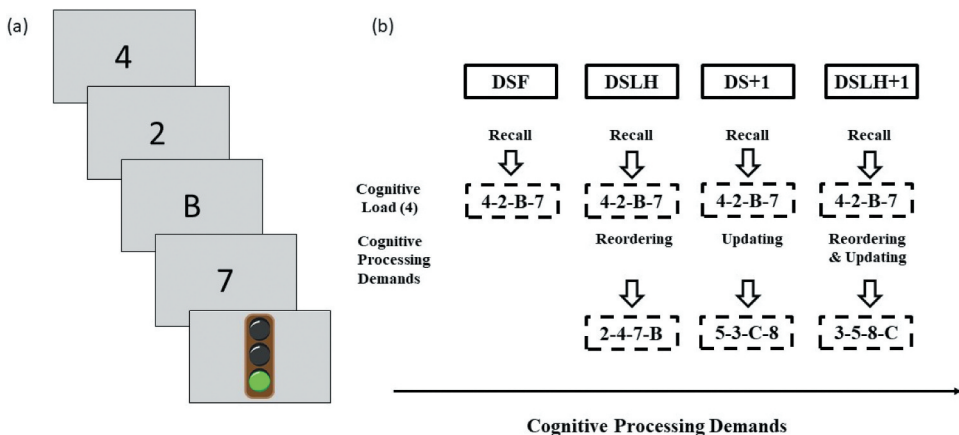 (a)
4
2
B
7
(b)
DSF DSLH DS+1 DSLH+1
Recall Recall Recall Recall
Cognitive
Load (4)
4-2-B-7 4-2-B-7 4-2-B-7 4-2-B-7
Cognitive
Processing
Demands
Reordering Updating Reordering
& Updating
2-4-7-B 5-3-C-8 3-5-8-C
Cognitive Processing Demands